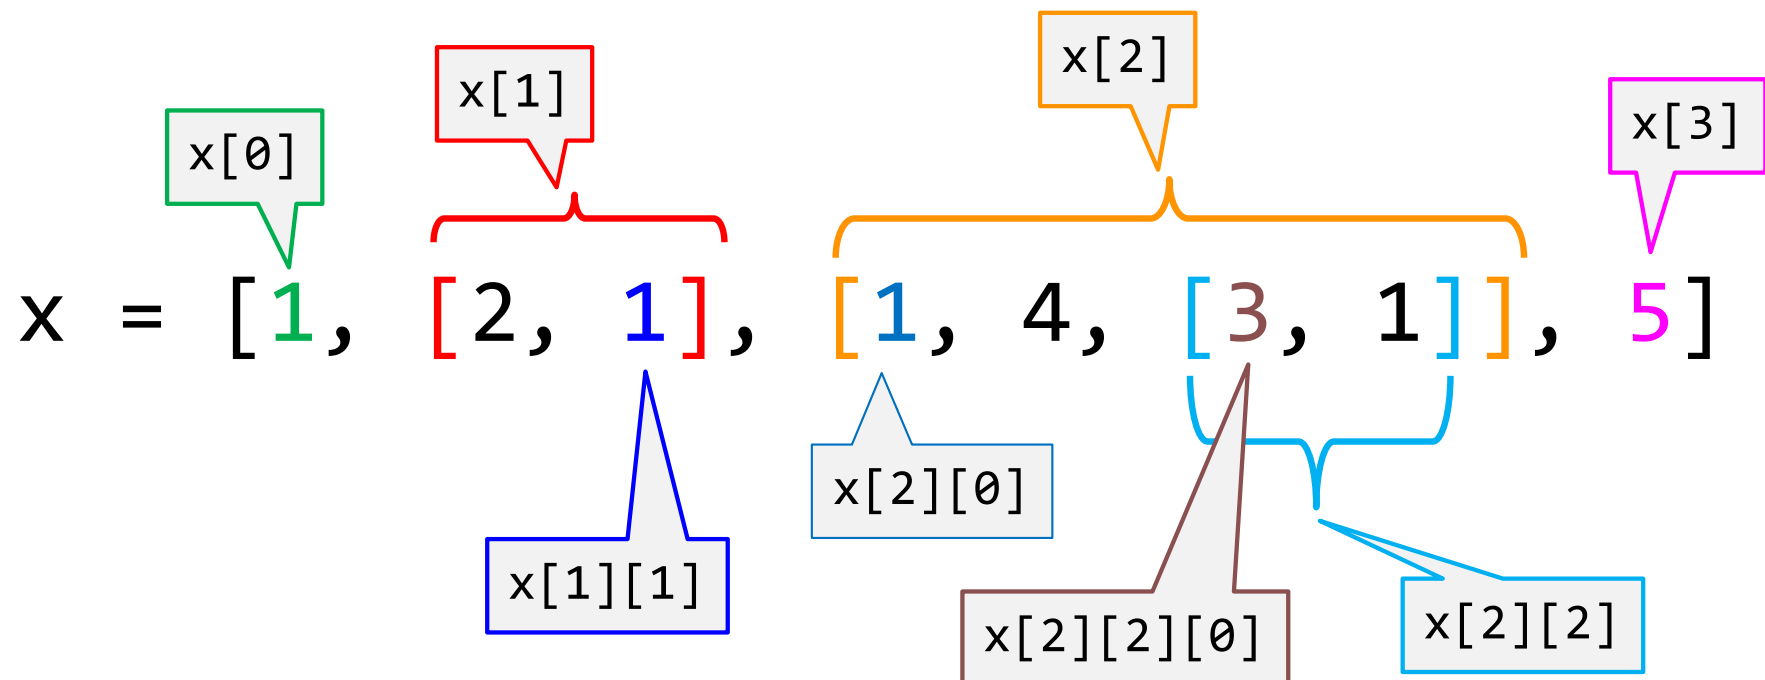 x[2]
x[1]
x[3]
x[0]
x = [1, [2, 1], [1, 4, [3, 1]], 5]
x[2][0]
x[1][1]
x[2][2]
x[2][2][0]